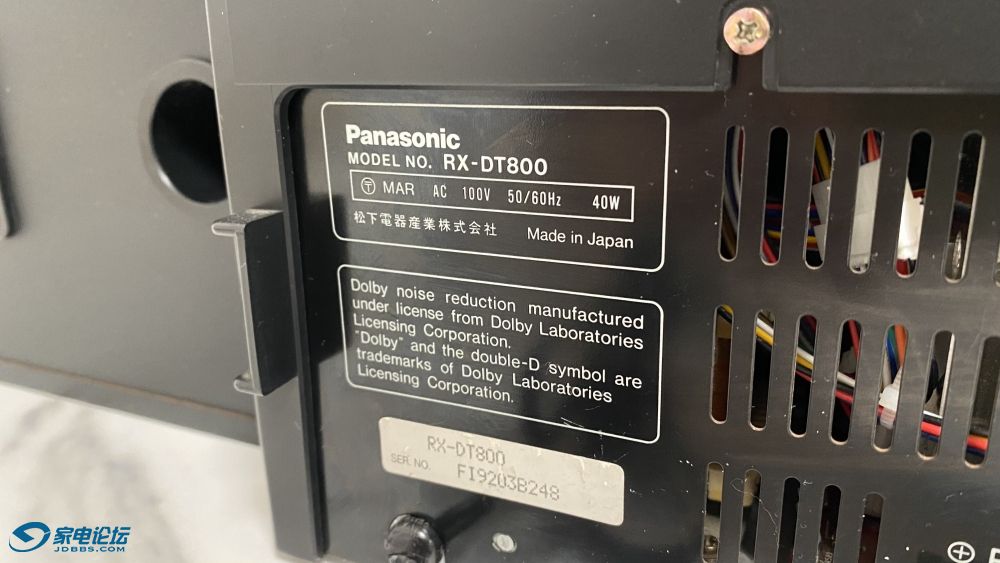 Panasonic
MODEL NO. RX-DT800
〒 MAR AC 100V 50/60Hz 40W
松下電器産業株式会社 Made in Japan
Dolby noise reduction manufactured
under license from Dolby Laboratories
Licensing Corporation.
"Dolby" and the double-D symbol are
trademarks of Dolby Laboratories
Licensing Corporation.
RX-DT800
SER. NO. FI9203B248
家电论坛
JDBBS.COM